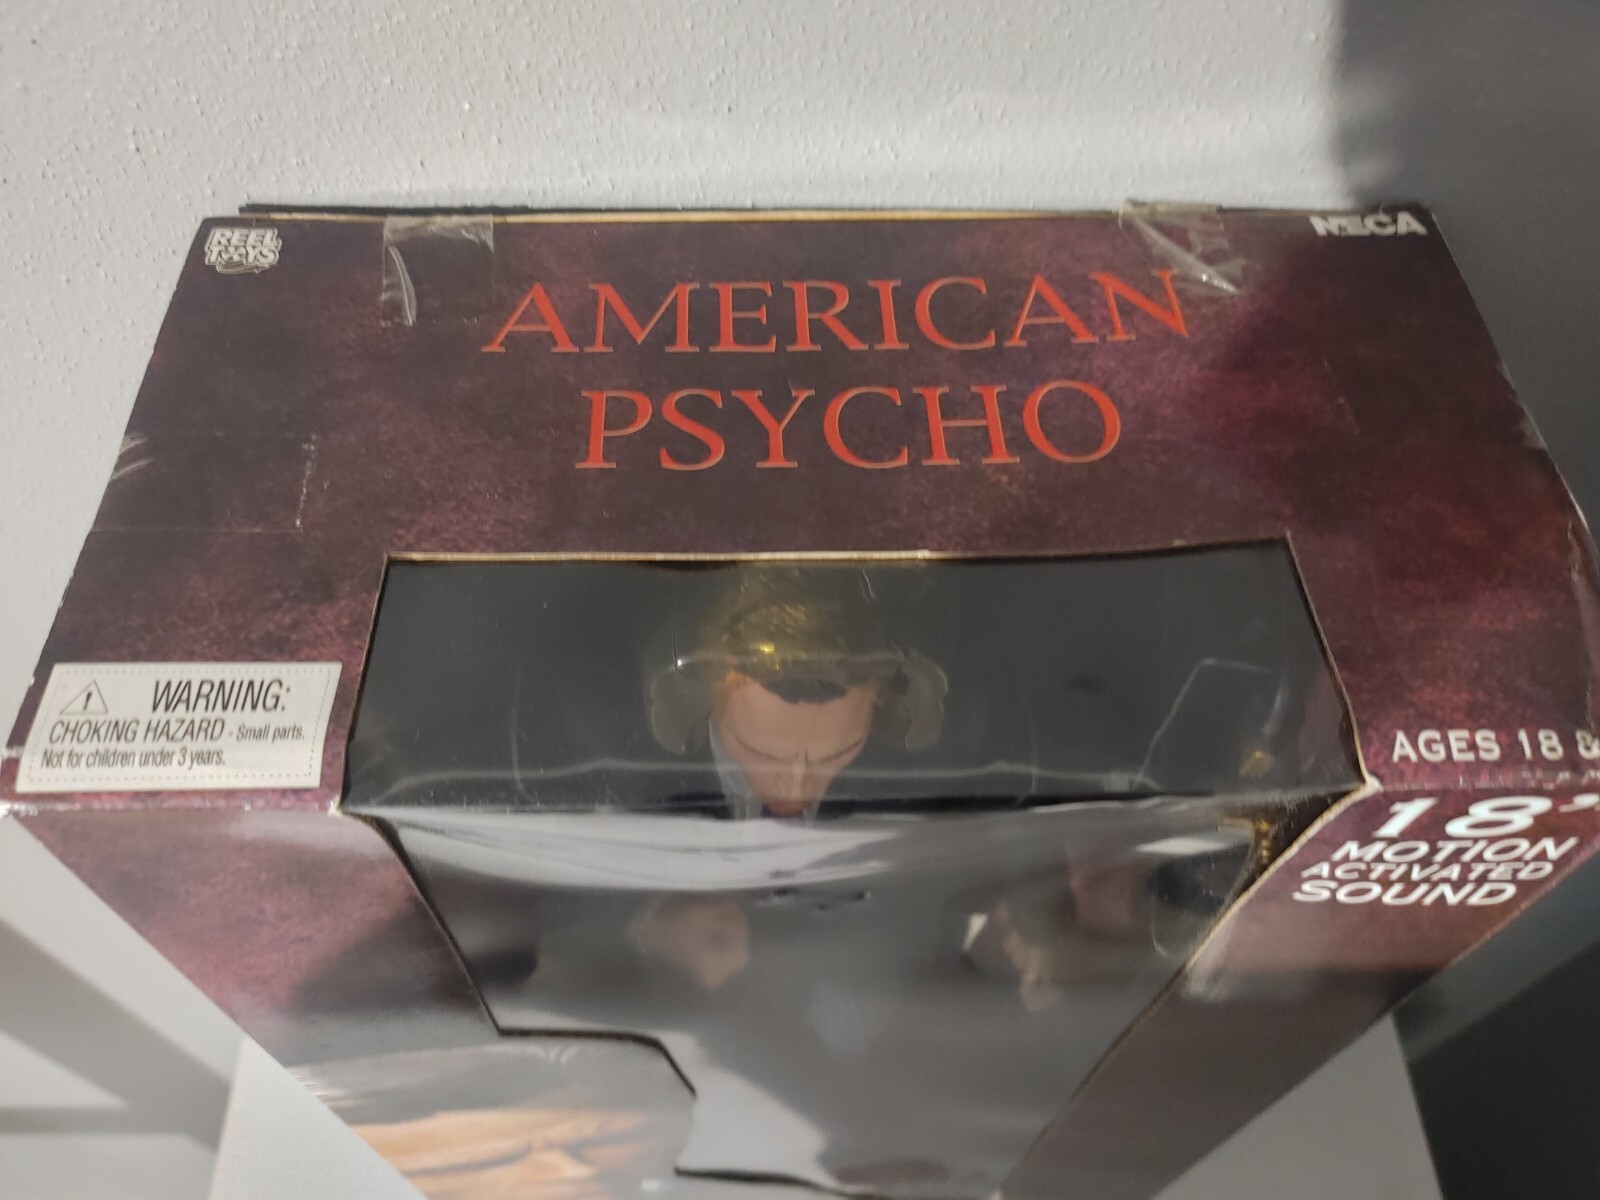 REEL
TOYS
NECA
AMERICAN
PSYCHO
WARNING:
CHOKING HAZARD - Small parts.
Not for children under 3 years.
AGES 18 &
18"
MOTION
ACTIVATED
SOUND